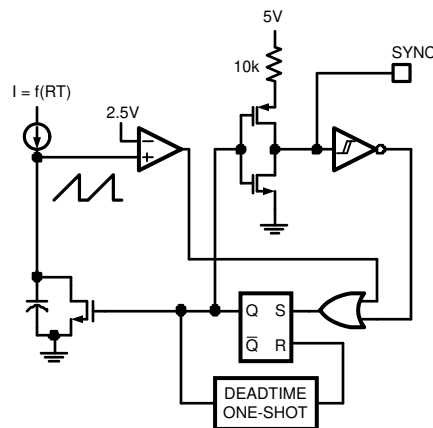 5V
SYNC
10k
I = f(RT)
2.5V
−
+
Q S
Q̅ R
DEADTIME
ONE-SHOT